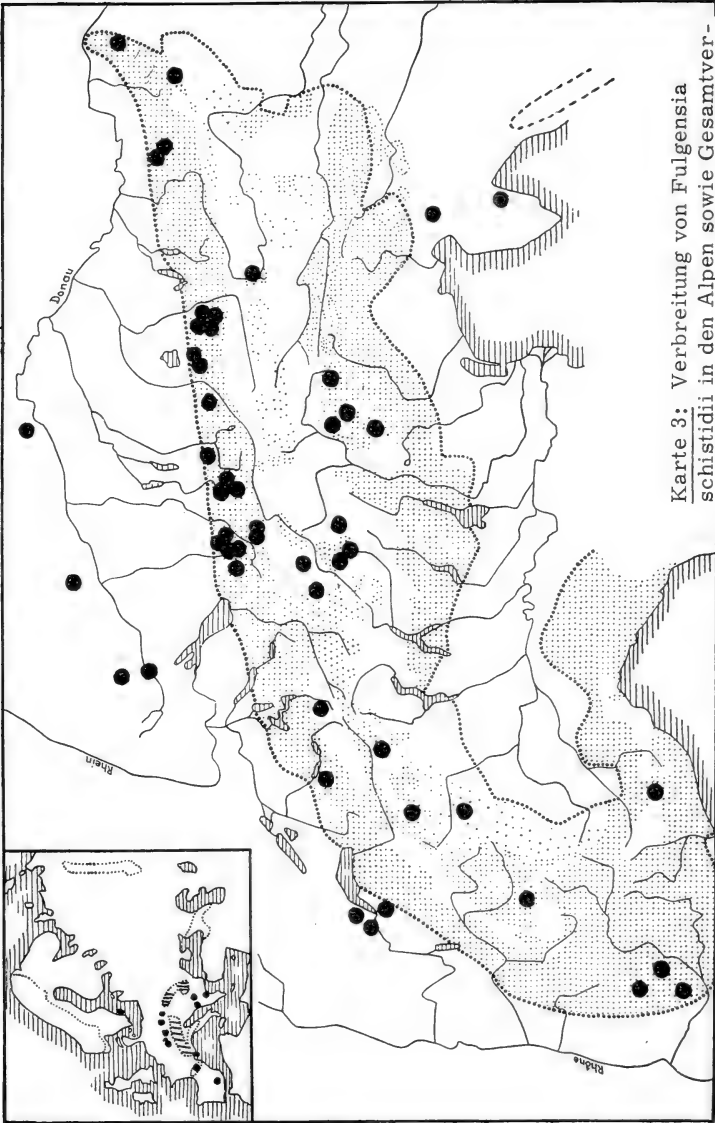 Donau
Rhein
Rhône
Karte 3: Verbreitung von Fulgensia
schistidii in den Alpen sowie Gesamtver-